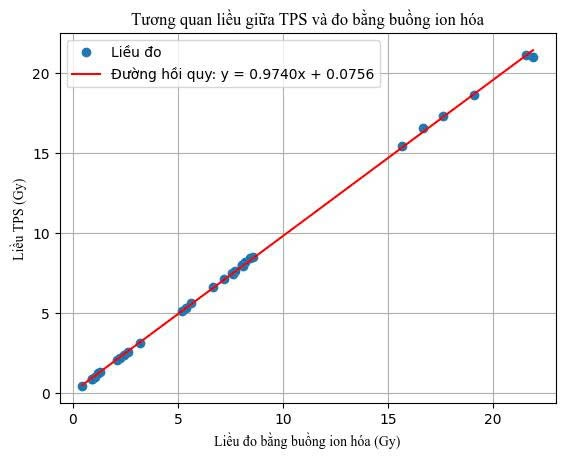 Tương quan liều giữa TPS và đo bằng buồng ion hóa
Liều đo
Đường hồi quy: y = 0.9740x + 0.0756
20
15
10
5
0
Liều TPS (Gy)
0 5 10 15 20
Liều đo bằng buồng ion hóa (Gy)